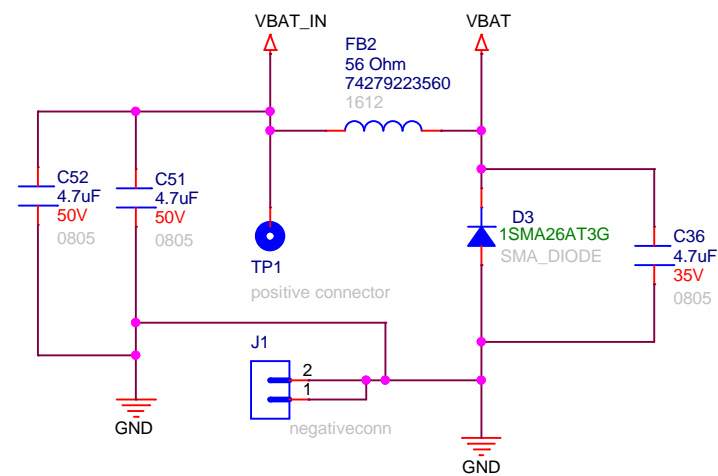 VBAT_IN
VBAT
FB2
56 Ohm
74279223560
1612
C52
4.7uF
50V
0805
C51
4.7uF
50V
0805
TP1
positive connector
D3
1SMA26AT3G
SMA_DIODE
C36
4.7uF
35V
0805
J1
2
1
negativeconn
GND
GND